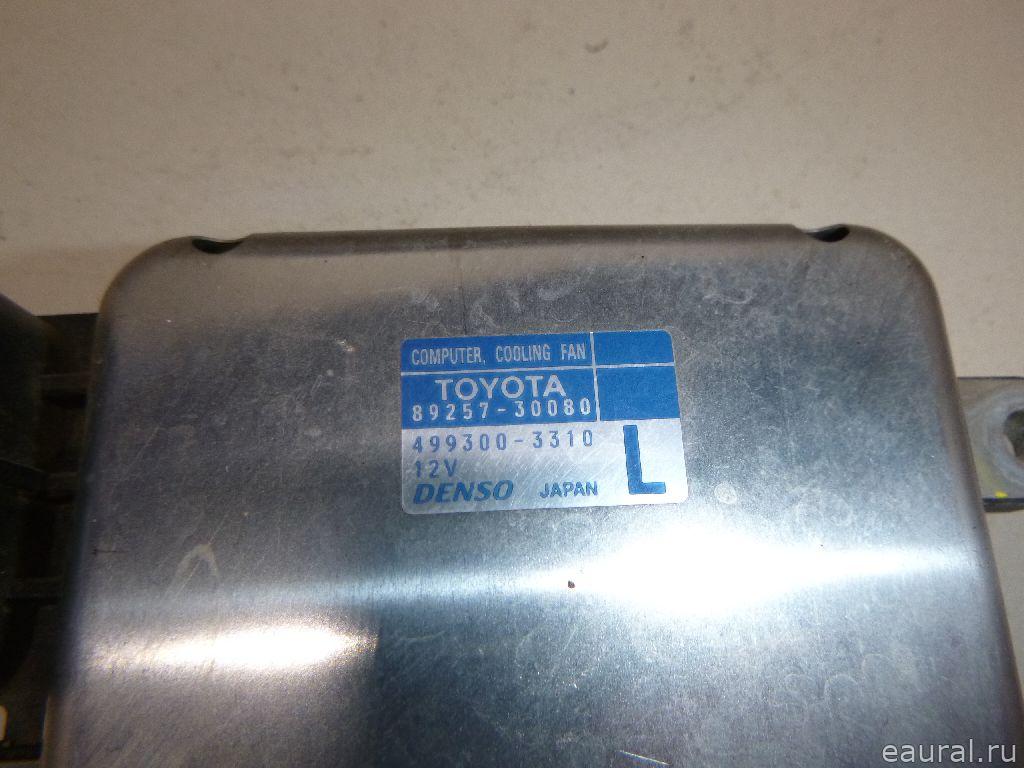 COMPUTER, COOLING FAN
TOYOTA
89257-30080
499300-3310
12V
L
DENSO JAPAN
eaural.ru